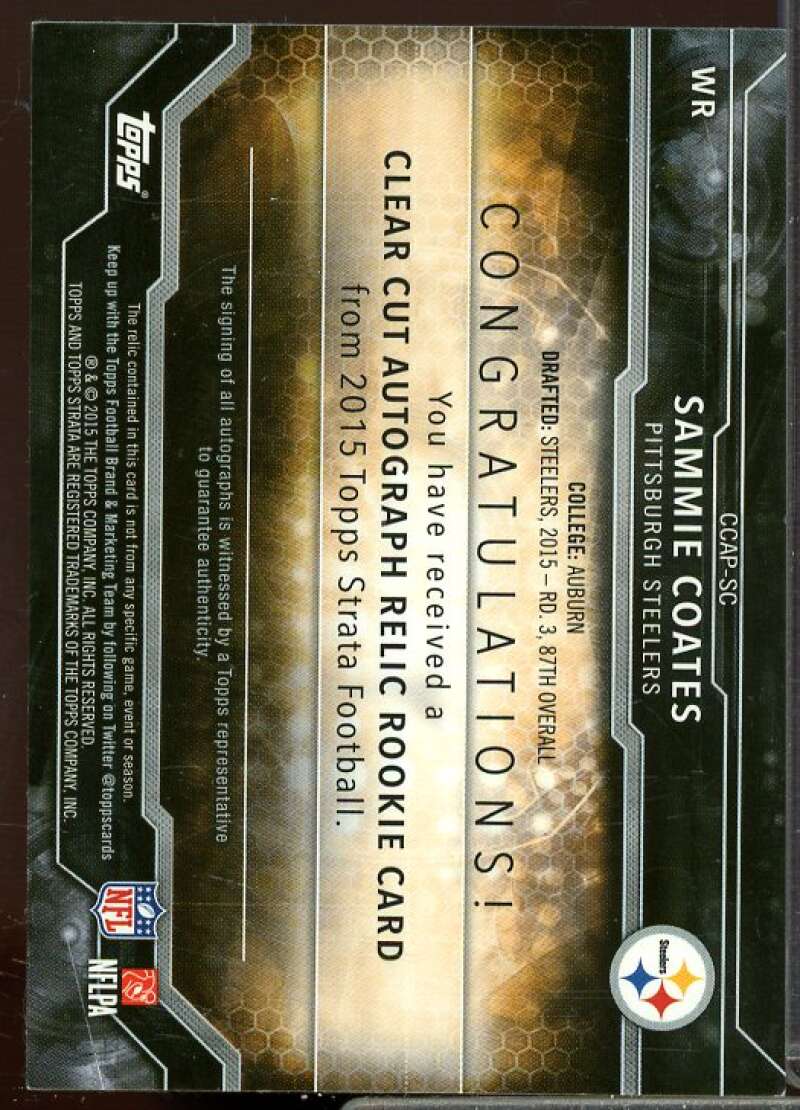 CCAP-SC
WR
SAMMIE COATES
PITTSBURGH STEELERS
Steelers
COLLEGE: AUBURN
DRAFTED: STEELERS, 2015 – RD. 3, 87TH OVERALL
CONGRATULATIONS!
You have received a
CLEAR CUT AUTOGRAPH RELIC ROOKIE CARD
from 2015 Topps Strata Football.
The signing of all autographs is witnessed by a Topps representative
to guarantee authenticity.
topps®
The relic contained in this card is not from any specific game, event or season.
Keep up with the Topps Football Brand & Marketing Team by following on Twitter @toppscards
® & © 2015 THE TOPPS COMPANY, INC. ALL RIGHTS RESERVED.
TOPPS AND TOPPS STRATA ARE REGISTERED TRADEMARKS OF THE TOPPS COMPANY, INC.
NFL
NFLPA